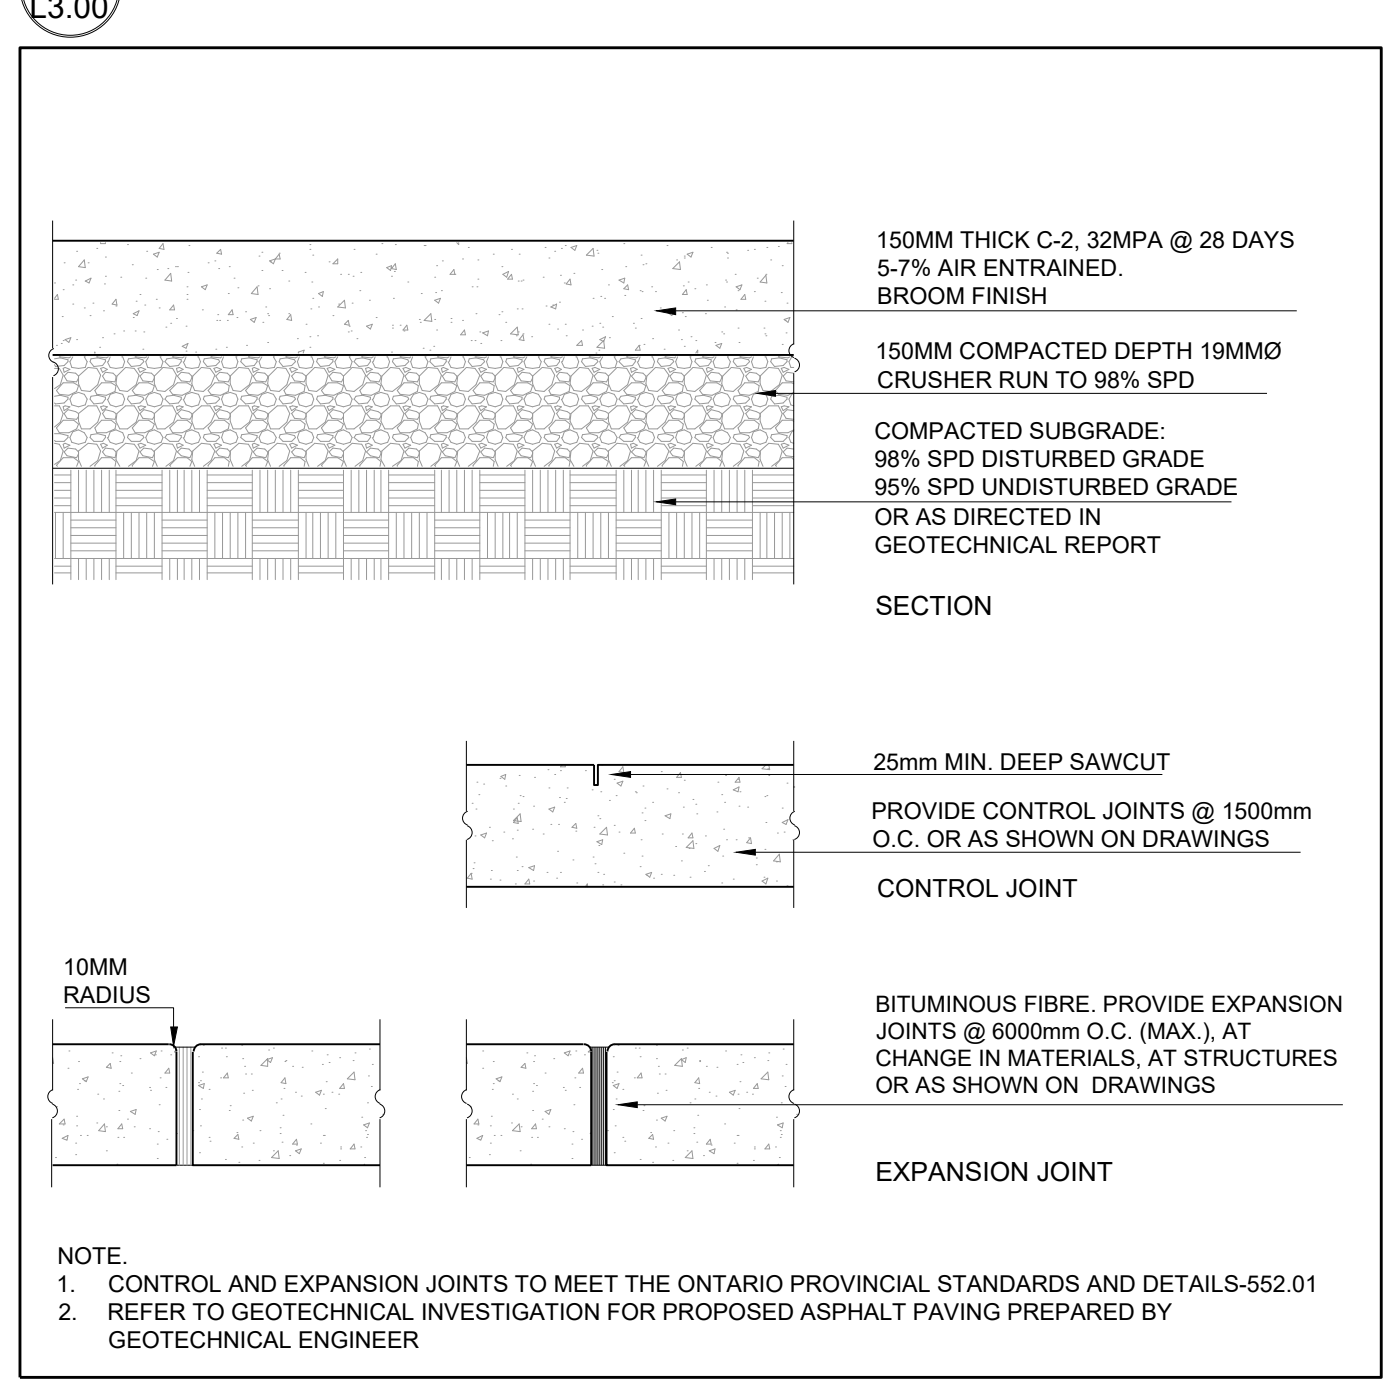 L3.00
150MM THICK C-2, 32MPA @ 28 DAYS
5-7% AIR ENTRAINED.
BROOM FINISH
150MM COMPACTED DEPTH 19MMØ
CRUSHER RUN TO 98% SPD
COMPACTED SUBGRADE:
98% SPD DISTURBED GRADE
95% SPD UNDISTURBED GRADE
OR AS DIRECTED IN
GEOTECHNICAL REPORT
SECTION
25mm MIN. DEEP SAWCUT
PROVIDE CONTROL JOINTS @ 1500mm
O.C. OR AS SHOWN ON DRAWINGS
CONTROL JOINT
10MM
RADIUS
BITUMINOUS FIBRE. PROVIDE EXPANSION
JOINTS @ 6000mm O.C. (MAX.), AT
CHANGE IN MATERIALS, AT STRUCTURES
OR AS SHOWN ON DRAWINGS
EXPANSION JOINT
NOTE.
1. CONTROL AND EXPANSION JOINTS TO MEET THE ONTARIO PROVINCIAL STANDARDS AND DETAILS-552.01
2. REFER TO GEOTECHNICAL INVESTIGATION FOR PROPOSED ASPHALT PAVING PREPARED BY
GEOTECHNICAL ENGINEER